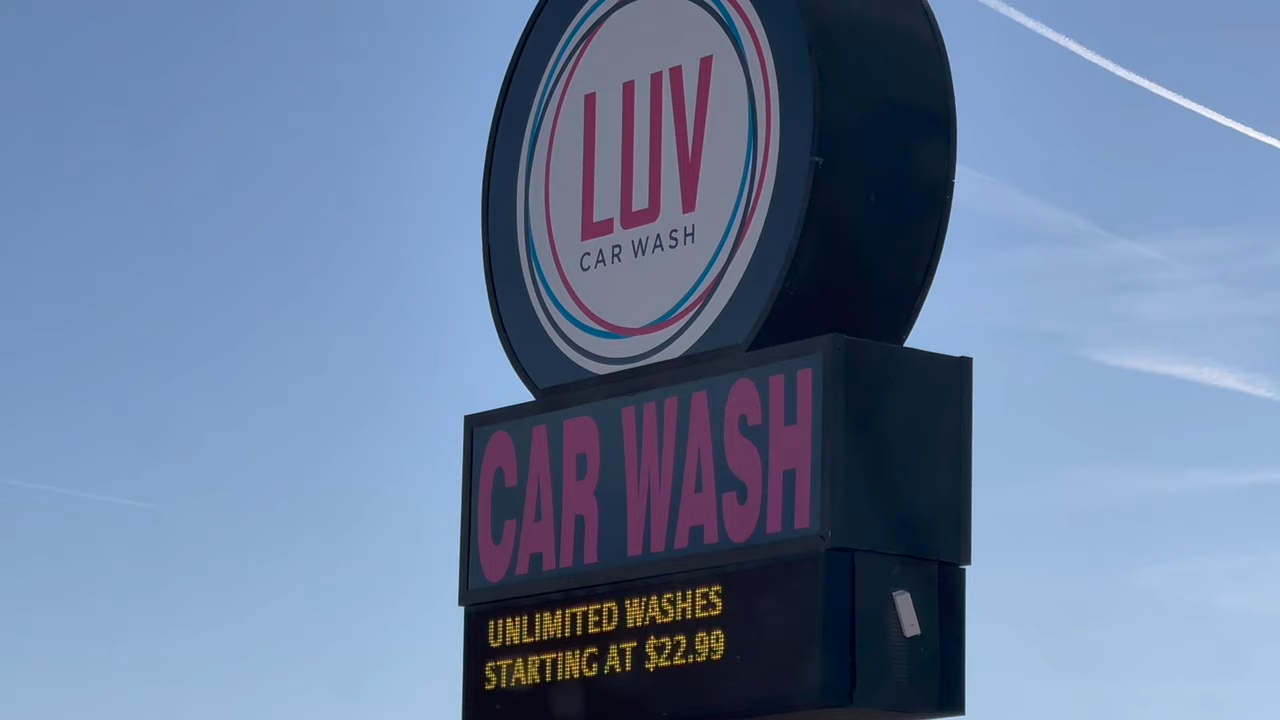 LUV
CAR WASH
CAR WASH
UNLIMITED WASHES
STARTING AT $22.99